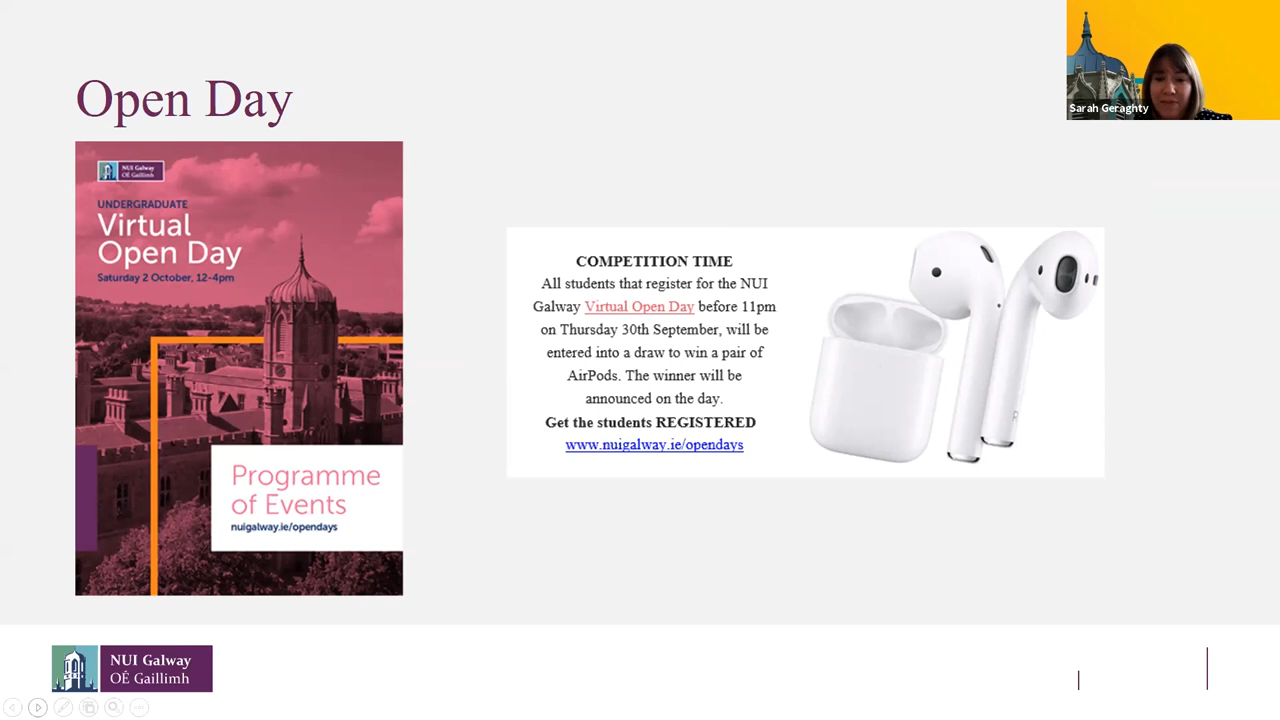 Open Day
NUI Galway
OÉ Gaillimh
UNDERGRADUATE
Virtual
Open Day
Saturday 2 October, 12-4pm
Programme
of Events
nuigalway.ie/opendays
COMPETITION TIME
All students that register for the NUI
Galway Virtual Open Day before 11pm
on Thursday 30th September, will be
entered into a draw to win a pair of
AirPods. The winner will be
announced on the day.
Get the students REGISTERED
www.nuigalway.ie/opendays
Sarah Geraghty
NUI Galway
OÉ Gaillimh